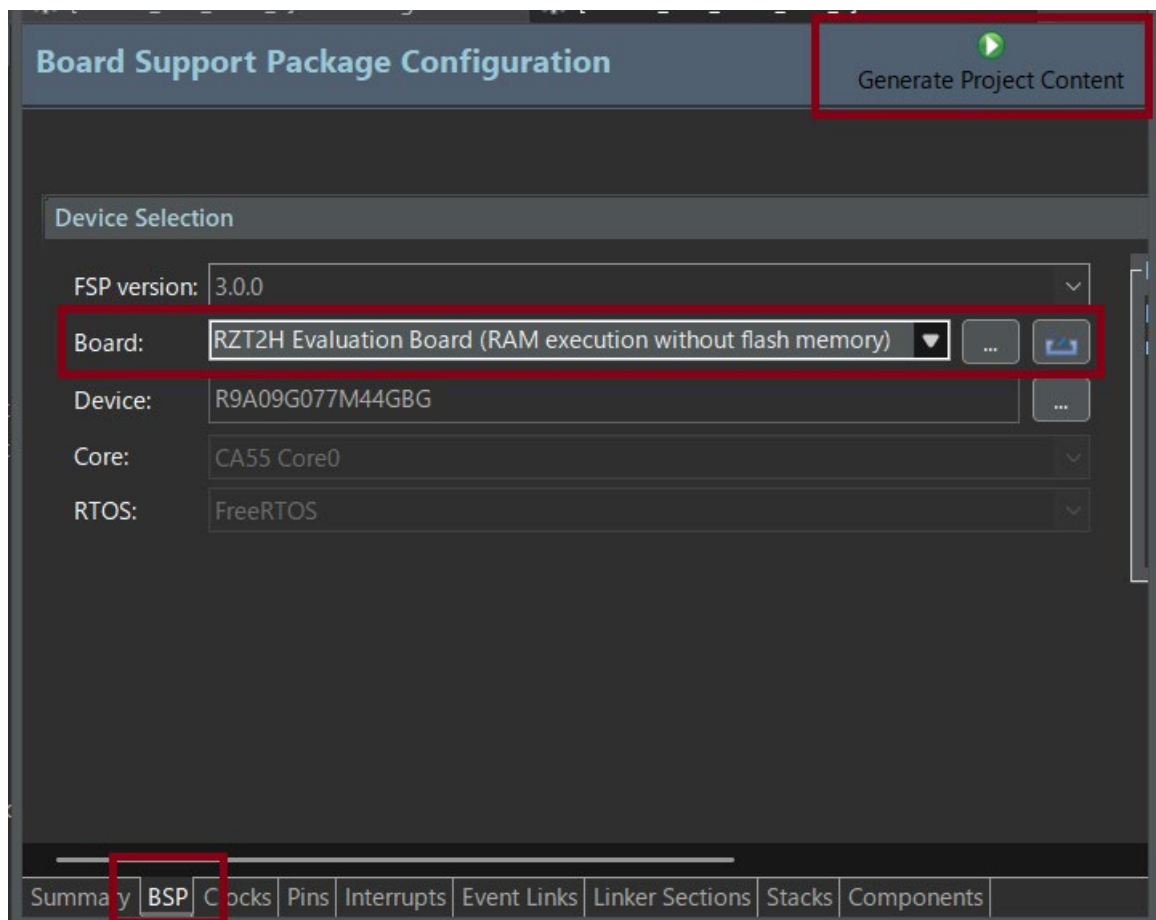 Board Support Package Configuration
Generate Project Content
Device Selection
FSP version: 3.0.0
Board: RZT2H Evaluation Board (RAM execution without flash memory) ...
Device: R9A09G077M44GBG ...
Core: CA55 Core0
RTOS: FreeRTOS
Summary BSP Clocks Pins Interrupts Event Links Linker Sections Stacks Components